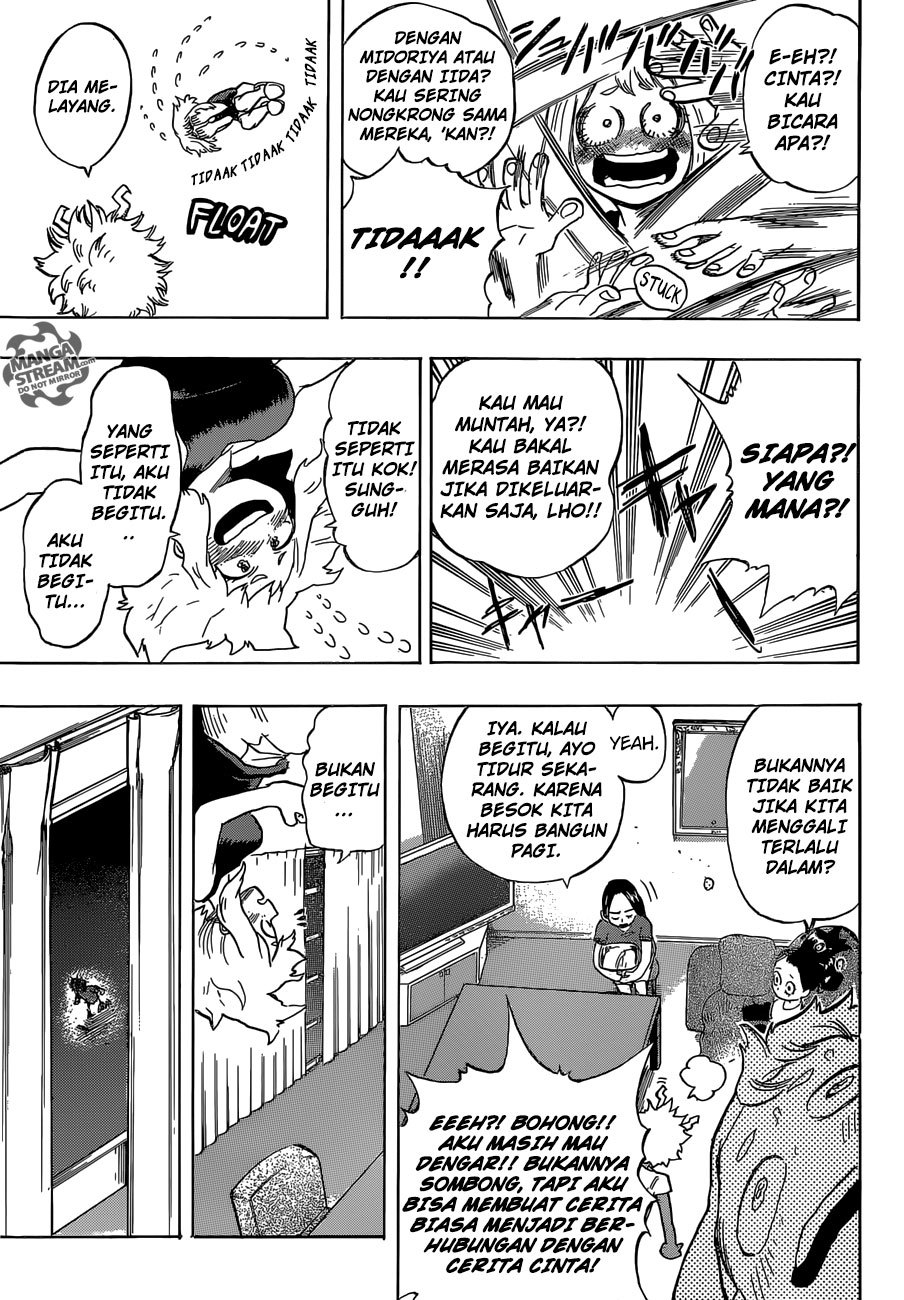 E-EH?!
CINTA?!
KAU
BICARA
APA?!
DENGAN
MIDORIYA ATAU
DENGAN IIDA?
KAU SERING
NONGKRONG SAMA
MEREKA, 'KAN?!
TIDAAAK
!!
STUCK
DIA ME-
LAYANG.
TIDAAK TIDAAK TIDAAK TIDAAK
FLOAT
MANGA
STREAM.com
DO NOT MIRROR
SIAPA?!
YANG
MANA?!
KAU MAU
MUNTAH, YA?!
KAU BAKAL
MERASA BAIKAN
JIKA DIKELUAR-
KAN SAJA, LHO!!
TIDAK
SEPERTI
ITU KOK!
SUNG-
GUH!
YANG
SEPERTI
ITU, AKU
TIDAK
BEGITU.
..
AKU
TIDAK
BEGI-
TU...
BUKANNYA
TIDAK BAIK
JIKA KITA
MENGGALI
TERLALU
DALAM?
YEAH.
IYA. KALAU
BEGITU, AYO
TIDUR SEKA-
RANG. KARENA
BESOK KITA
HARUS BANGUN
PAGI.
EEEH?! BOHONG!!
AKU MASIH MAU
DENGAR!! BUKANNYA
SOMBONG, TAPI AKU
BISA MEMBUAT CERITA
BIASA MENJADI BER-
HUBUNGAN DENGAN
CERITA CINTA!
BUKAN
BEGITU
...